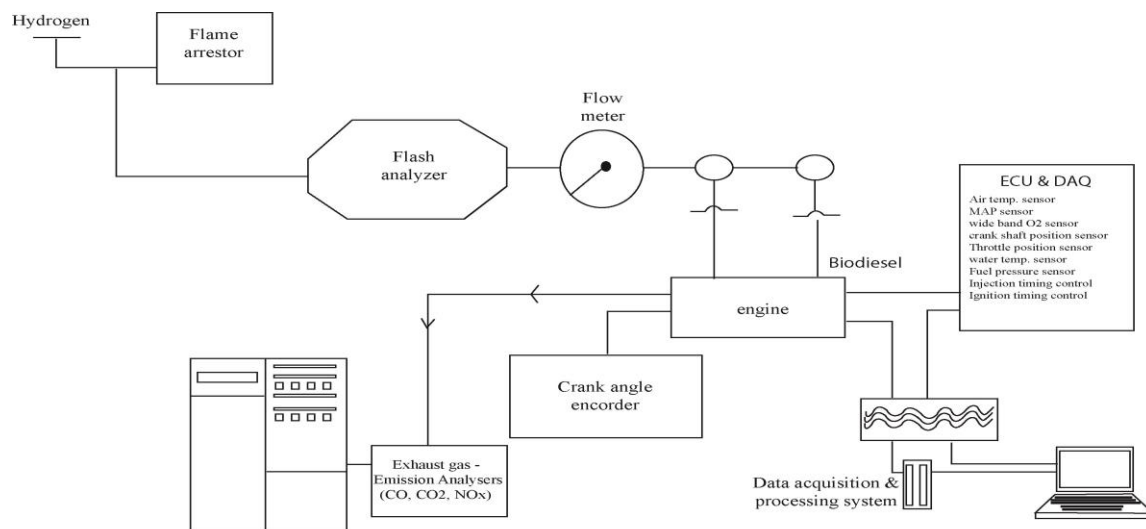 Hydrogen
Flame
arrestor
Flow
meter
Flash
analyzer
ECU & DAQ
Air temp. sensor
MAP sensor
wide band O2 sensor
crank shaft position sensor
Throttle position sensor
water temp. sensor
Fuel pressure sensor
Injection timing control
Ignition timing control
Biodiesel
engine
Crank angle
encorder
Exhaust gas -
Emission Analysers
(CO, CO2, NOx)
Data acquisition &
processing system